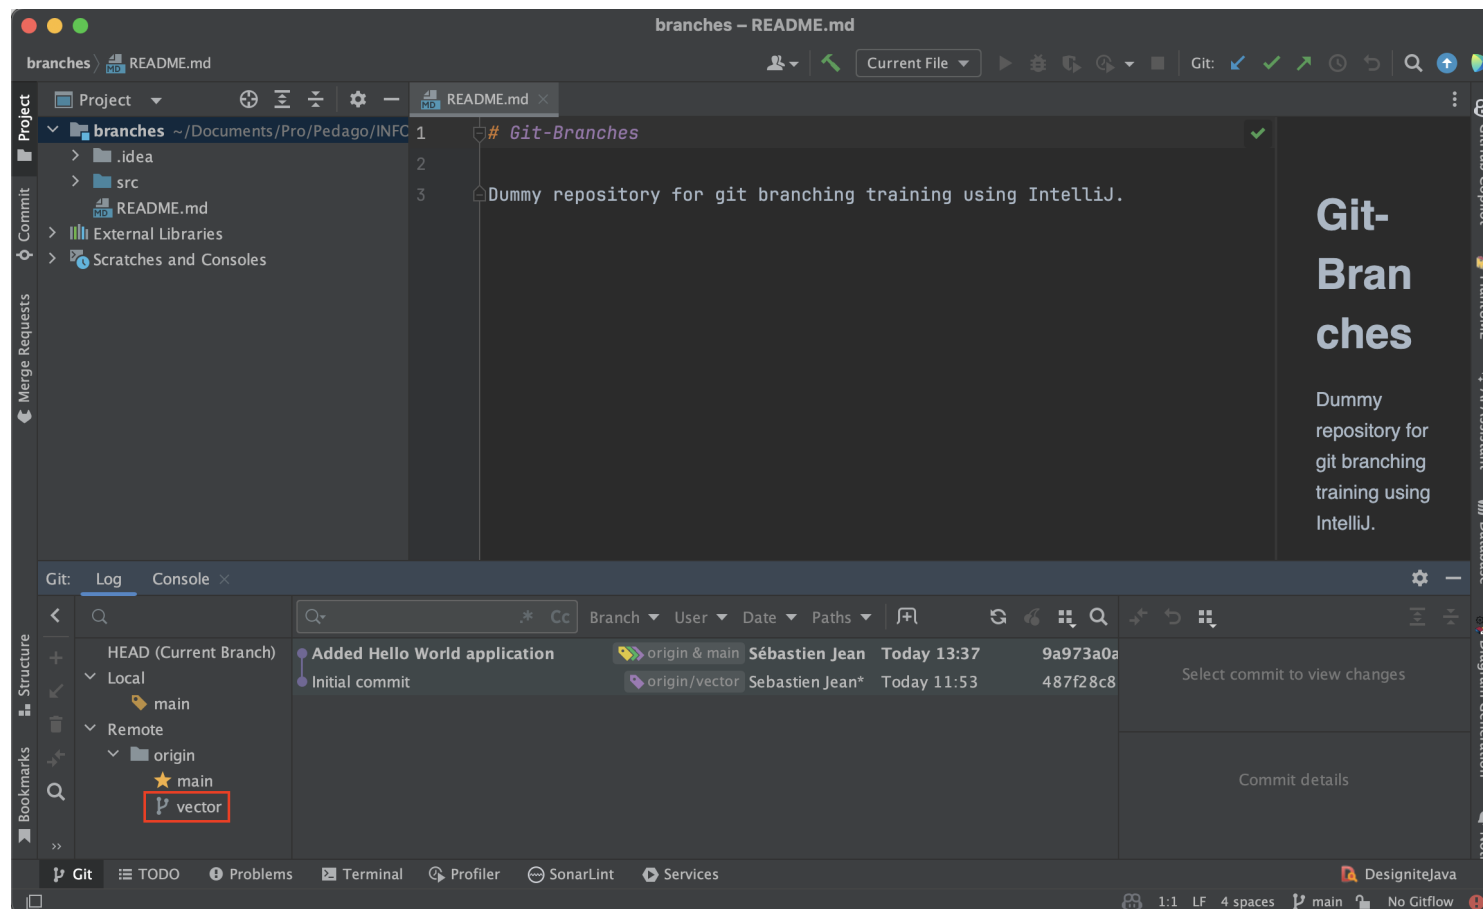 branches – README.md
branches README.md
Current File
Git:
Project
README.md
Project
Commit
Merge Requests
Structure
Bookmarks
branches ~/Documents/Pro/Pedago/INFO
.idea
src
README.md
External Libraries
Scratches and Consoles
1 # Git-Branches
2
3 Dummy repository for git branching training using IntelliJ.
Git-
Bran
ches
Dummy
repository for
git branching
training using
IntelliJ.
Git: Log Console
.* Cc Branch User Date Paths
HEAD (Current Branch)
Local
main
Remote
origin
main
vector
Added Hello World application origin & main Sébastien Jean Today 13:37 9a973a0a
Initial commit origin/vector Sebastien Jean* Today 11:53 487f28c8
Select commit to view changes
Commit details
Git TODO Problems Terminal Profiler SonarLint Services DesigniteJava
1:1 LF 4 spaces main No Gitflow